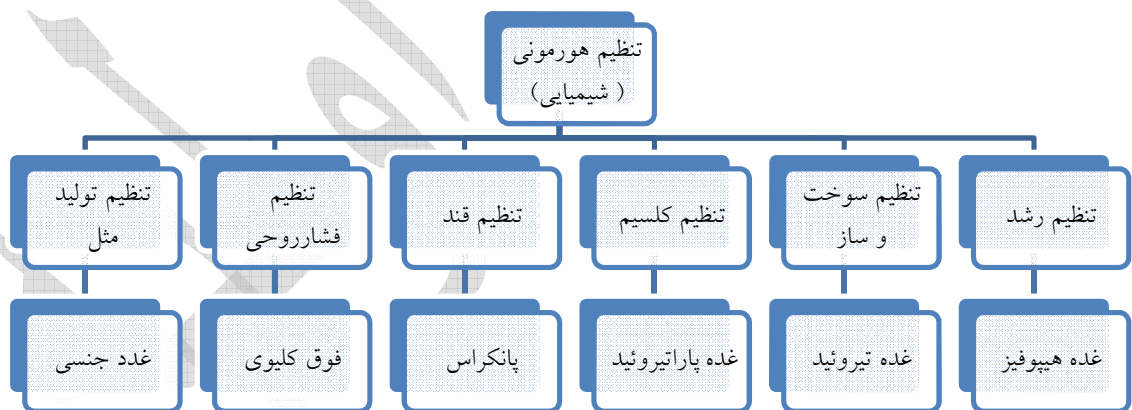 تنظیم هورمونی
( شیمیایی)
تنظیم رشد
تنظیم سوخت
و ساز
تنظیم کلسیم
تنظیم قند
تنظیم
فشارروحی
تنظیم تولید
مثل
غده هیپوفیز
غده تیروئید
غده پاراتیروئید
پانکراس
فوق کلیوی
غدد جنسی